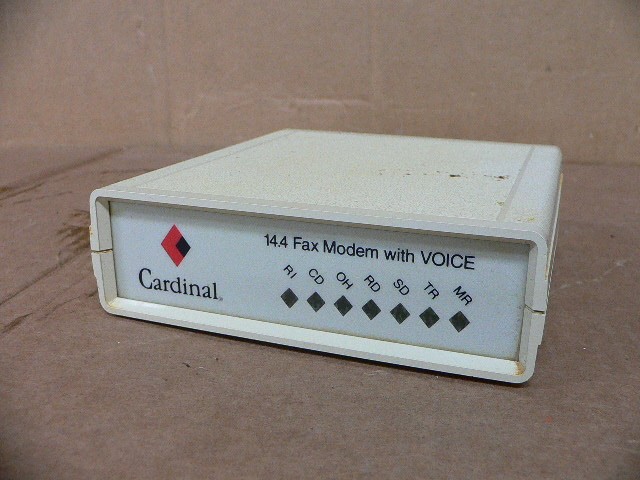 14.4 Fax Modem with VOICE
RI CD OH RD SD TR MR
Cardinal.